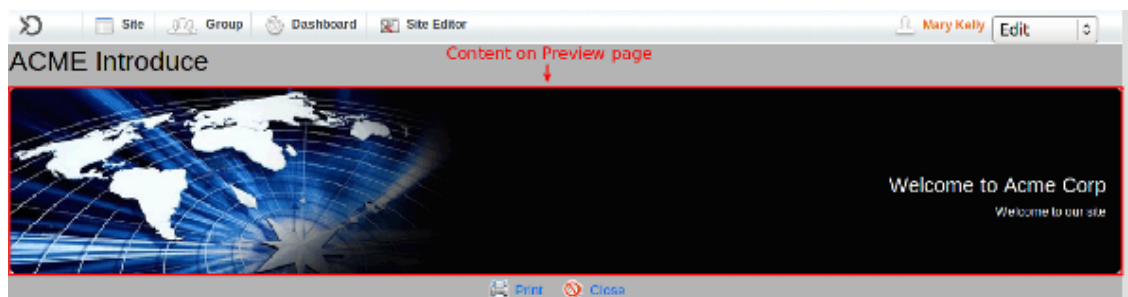 Site Group Dashboard Site Editor Mary Kelly Edit
ACME Introduce
Content on Preview page
Welcome to Acme Corp
Welcome to our site
Print Close